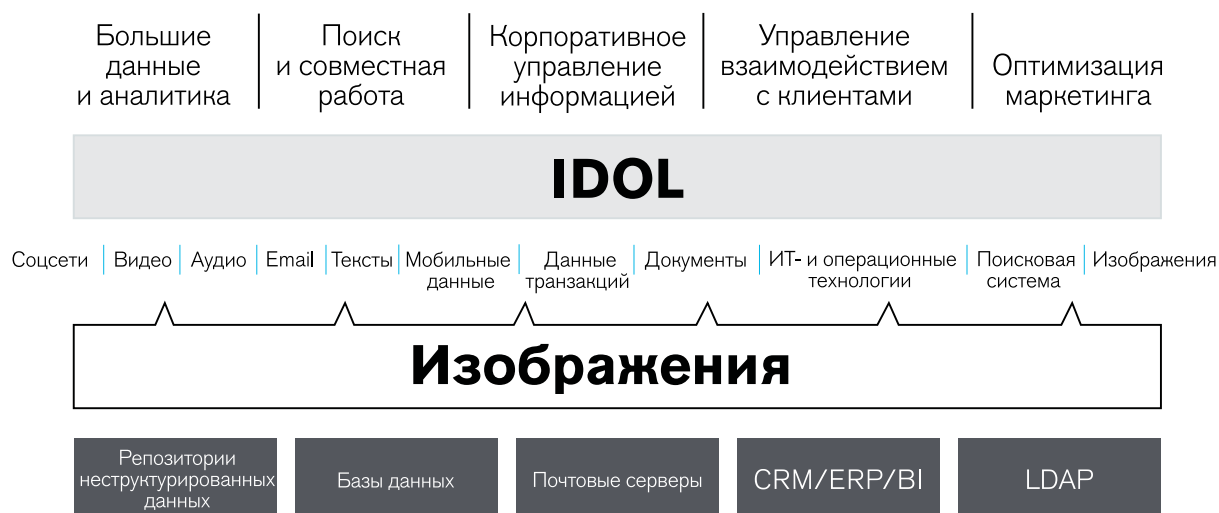 Большие
данные
и аналитика
Поиск
и совместная
работа
Корпоративное
управление
информацией
Управление
взаимодействием
с клиентами
Оптимизация
маркетинга
IDOL
Соцсети
Видео
Аудио
Email
Тексты
Мобильные
данные
Данные
транзакций
Документы
ИТ- и операционные
технологии
Поисковая
система
Изображения
Изображения
Репозитории
неструктурированных
данных
Базы данных
Почтовые серверы
CRM/ERP/BI
LDAP